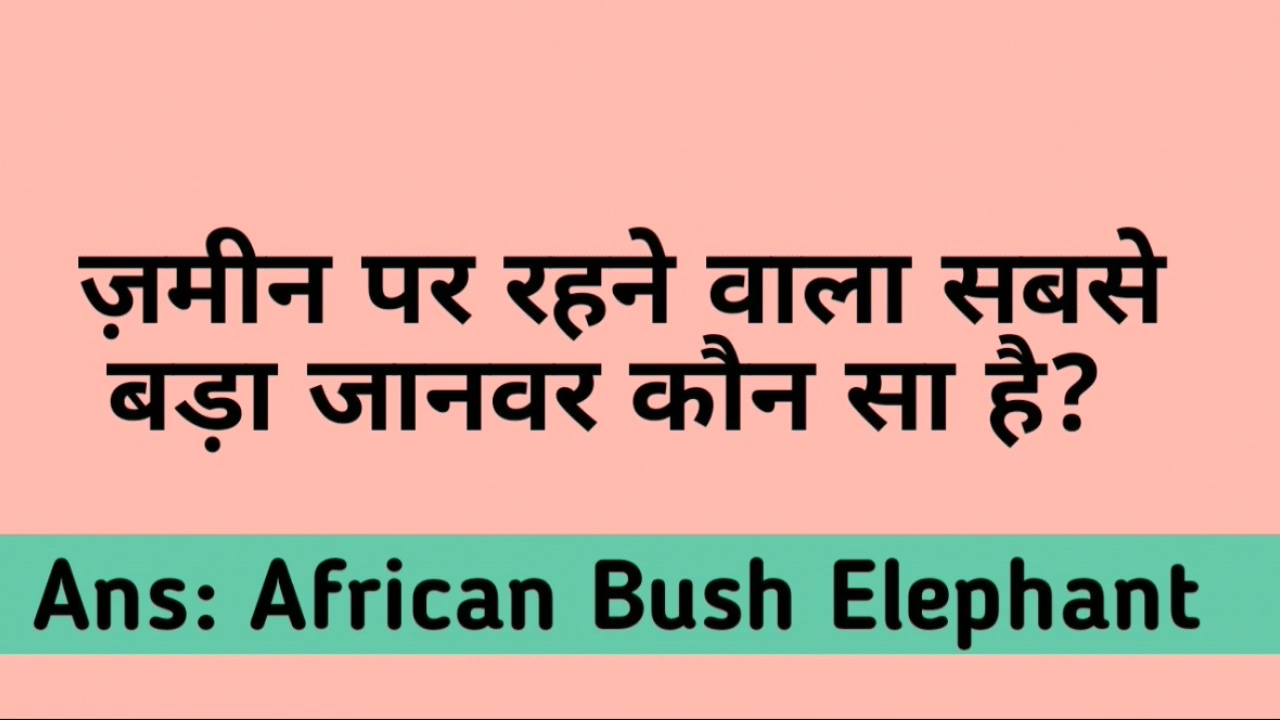 ज़मीन पर रहने वाला सबसे
बड़ा जानवर कौन सा है?
Ans: African Bush Elephant